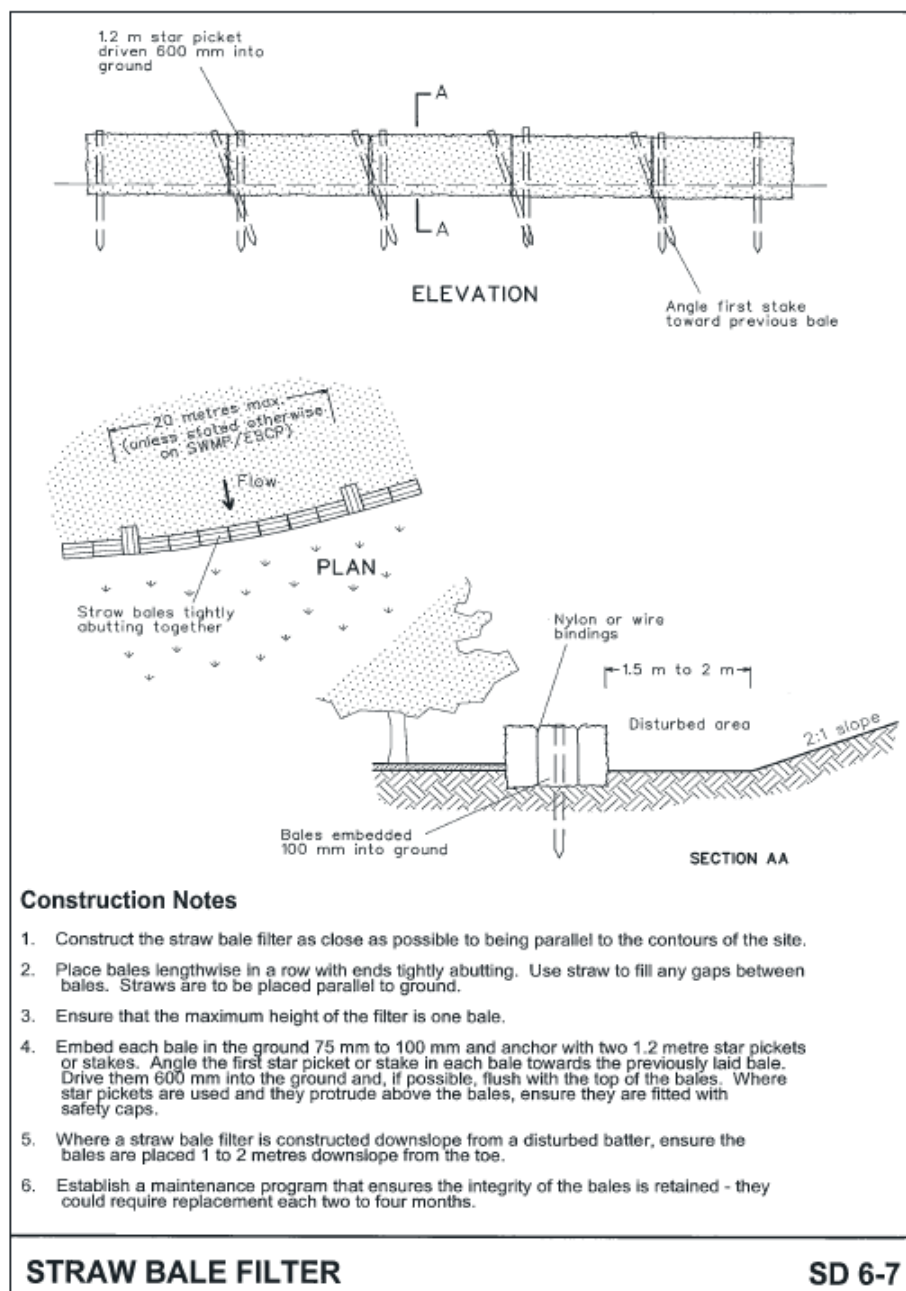 1.2 m star picket
driven 600 mm into
ground
A
A
ELEVATION
Angle first stake
toward previous bale
20 metres max.
(unless stated otherwise
on SWMP/ESCP)
Flow
PLAN
Straw bales tightly
abutting together
Nylon or wire
bindings
1.5 m to 2 m
Disturbed area
2:1 slope
Bales embedded
100 mm into ground
SECTION AA
Construction Notes
1. Construct the straw bale filter as close as possible to being parallel to the contours of the site.
2. Place bales lengthwise in a row with ends tightly abutting. Use straw to fill any gaps between
bales. Straws are to be placed parallel to ground.
3. Ensure that the maximum height of the filter is one bale.
4. Embed each bale in the ground 75 mm to 100 mm and anchor with two 1.2 metre star pickets
or stakes. Angle the first star picket or stake in each bale towards the previously laid bale.
Drive them 600 mm into the ground and, if possible, flush with the top of the bales. Where
star pickets are used and they protrude above the bales, ensure they are fitted with
safety caps.
5. Where a straw bale filter is constructed downslope from a disturbed batter, ensure the
bales are placed 1 to 2 metres downslope from the toe.
6. Establish a maintenance program that ensures the integrity of the bales is retained - they
could require replacement each two to four months.
STRAW BALE FILTER
SD 6-7